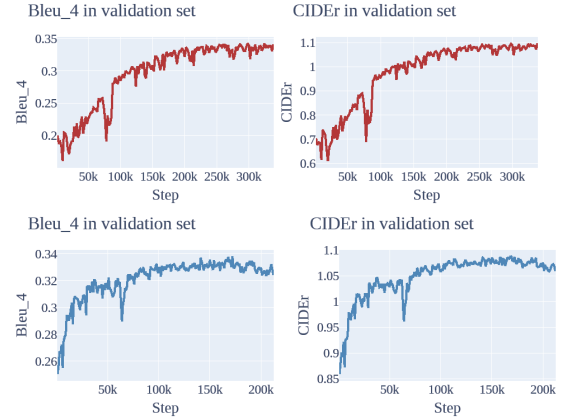 Bleu_4 in validation set
CIDEr in validation set
0.35
0.3
0.25
0.2
Bleu_4
50k 100k 150k 200k 250k 300k
Step
1.1
1
0.9
0.8
0.7
0.6
CIDEr
50k 100k 150k 200k 250k 300k
Step
Bleu_4 in validation set
CIDEr in validation set
0.34
0.32
0.3
0.28
0.26
Bleu_4
50k 100k 150k 200k
Step
1.1
1.05
1
0.95
0.9
0.85
CIDEr
50k 100k 150k 200k
Step